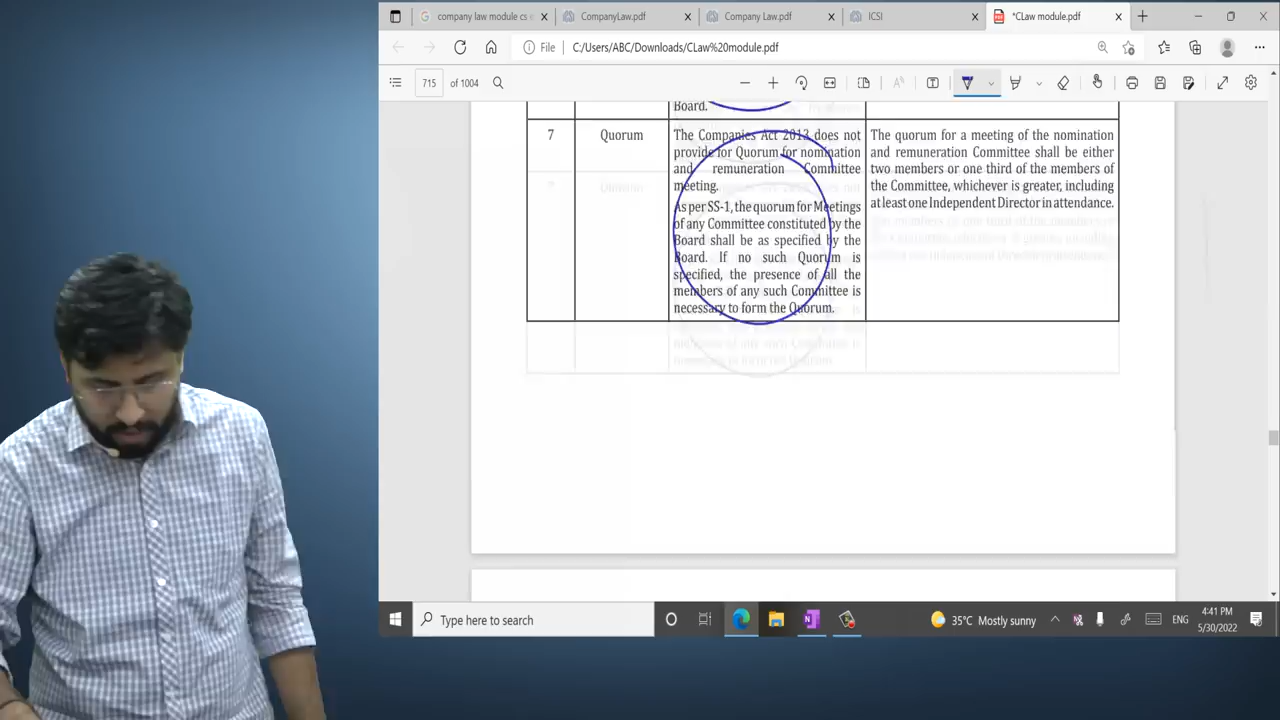 company law module cs e
CompanyLaw.pdf
Company Law.pdf
ICSI
*CLaw module.pdf
File
C:/Users/ABC/Downloads/CLaw%20module.pdf
715 of 1004
Board.
7
Quorum
The Companies Act 2013 does not
provide for Quorum for nomination
and remuneration Committee
meeting.
As per SS-1, the quorum for Meetings
of any Committee constituted by the
Board shall be as specified by the
Board. If no such Quorum is
specified, the presence of all the
members of any such Committee is
necessary to form the Quorum.
The quorum for a meeting of the nomination
and remuneration Committee shall be either
two members or one third of the members of
the Committee, whichever is greater, including
at least one Independent Director in attendance.
Type here to search
35°C Mostly sunny
ENG
4:41 PM
5/30/2022